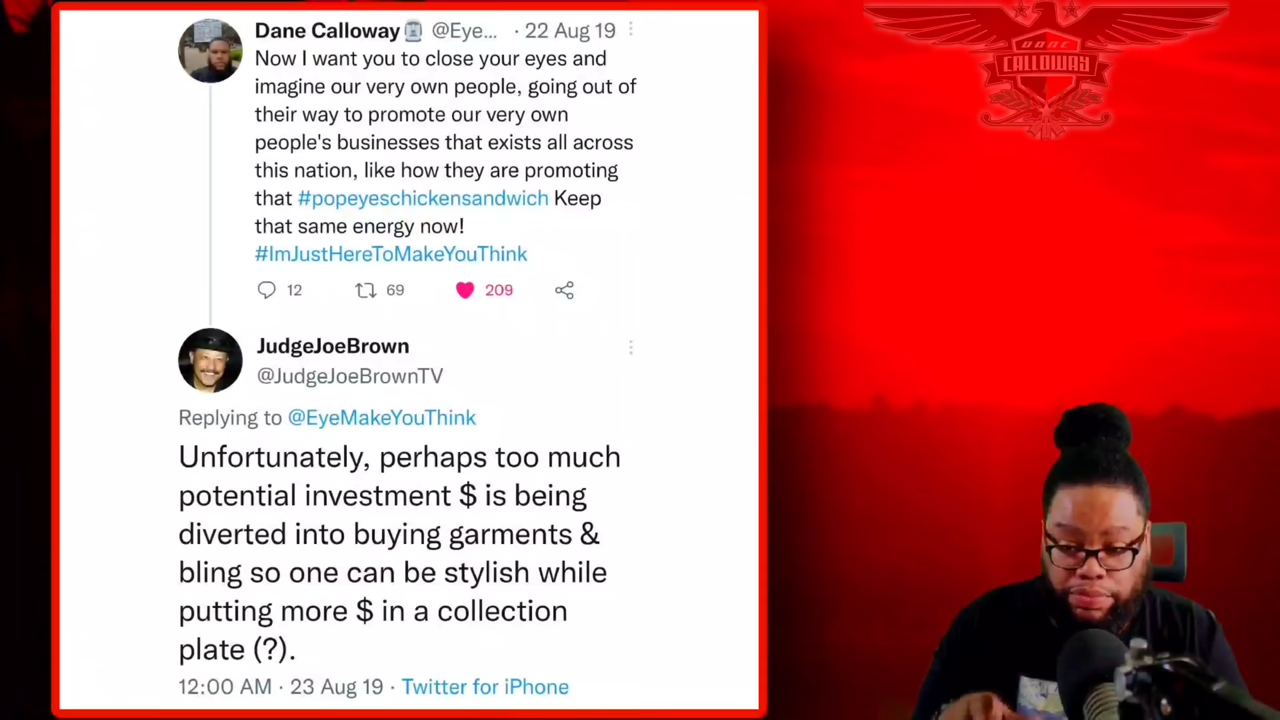 Dane Calloway @Eye... · 22 Aug 19
Now I want you to close your eyes and
imagine our very own people, going out of
their way to promote our very own
people's businesses that exists all across
this nation, like how they are promoting
that #popeyeschickensandwich Keep
that same energy now!
#ImJustHereToMakeYouThink
12 69 209
JudgeJoeBrown
@JudgeJoeBrownTV
Replying to @EyeMakeYouThink
Unfortunately, perhaps too much
potential investment $ is being
diverted into buying garments &
bling so one can be stylish while
putting more $ in a collection
plate (?).
12:00 AM · 23 Aug 19 · Twitter for iPhone
DANE
CALLOWAY